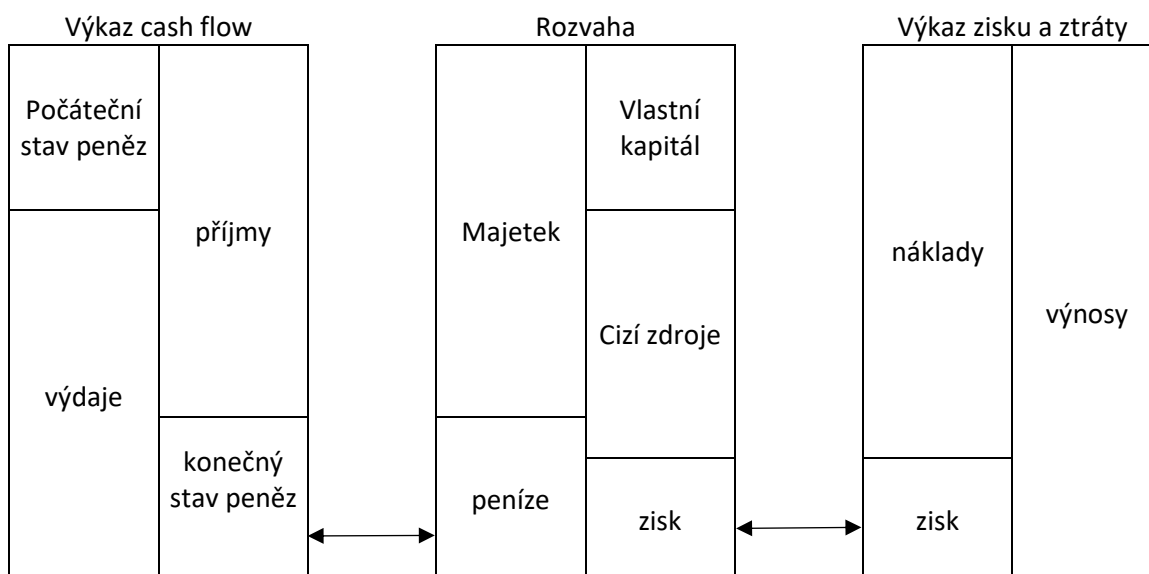 Výkaz cash flow
Počáteční
stav peněz
výdaje
příjmy
konečný
stav peněz
Rozvaha
Majetek
peníze
Vlastní
kapitál
Cizí zdroje
zisk
Výkaz zisku a ztráty
náklady
zisk
výnosy